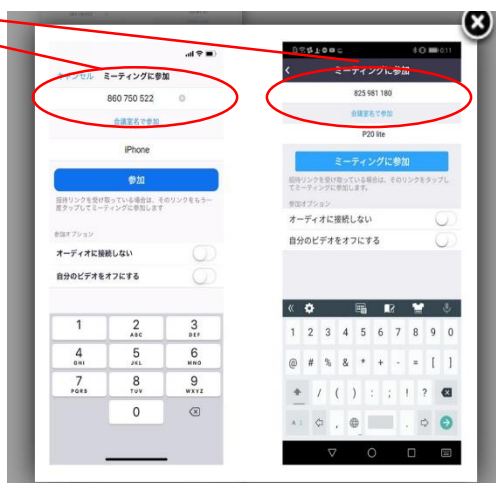 キャンセル ミーティングに参加
860 750 522
会議室名で参加
iPhone
参加
招待リンクを受け取っている場合は、そのリンクをもう一
度タップしてミーティングに参加します
参加オプション
オーディオに接続しない
自分のビデオをオフにする
1 2 3
ABC DEF
4 5 6
GHI JKL MNO
7 8 9
PQRS TUV WXYZ
0
0:11
ミーティングに参加
825 981 180
会議室名で参加
P20 lite
ミーティングに参加
招待リンクを受け取っている場合は、そのリンクをタップし
てミーティングに参加します。
参加オプション
オーディオに接続しない
自分のビデオをオフにする
1 2 3 4 5 6 7 8 9 0
@ # % & * + - = [ ]
/ ( ) : ; ! ?
, .